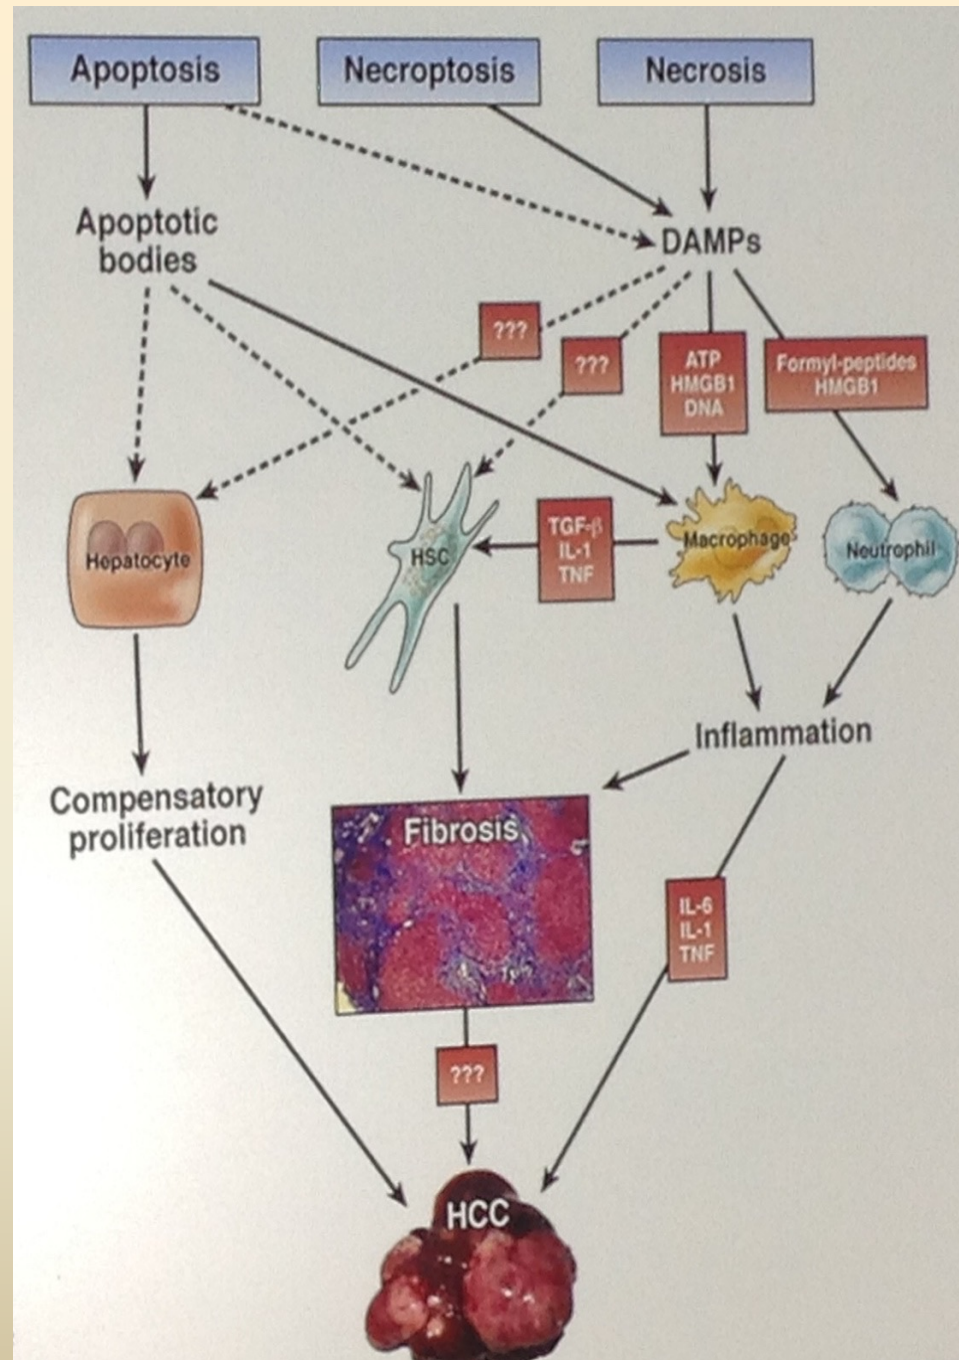 Apoptosis
Necroptosis
Necrosis
Apoptotic
bodies
DAMPs
???
???
ATP
HMGB1
DNA
Formyl-peptides
HMGB1
Hepatocyte
HSC
TGF-β
IL-1
TNF
Macrophage
Neutrophil
Inflammation
Compensatory
proliferation
Fibrosis
IL-6
IL-1
TNF
???
HCC